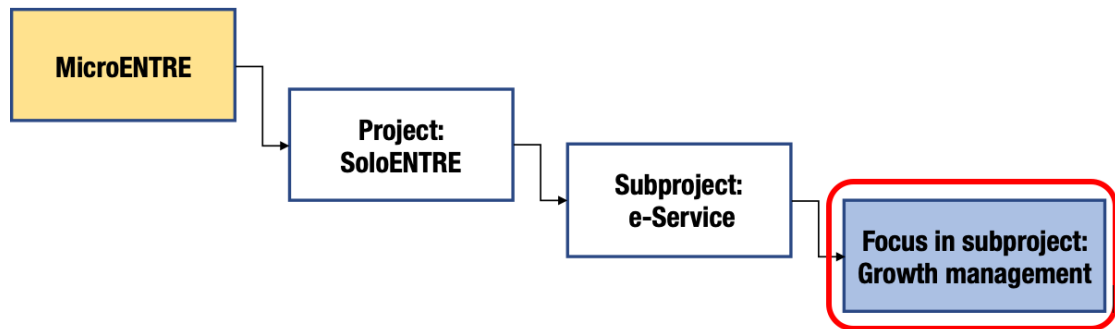 MicroENTRE
Project:
SoloENTRE
Subproject:
e-Service
Focus in subproject:
Growth management